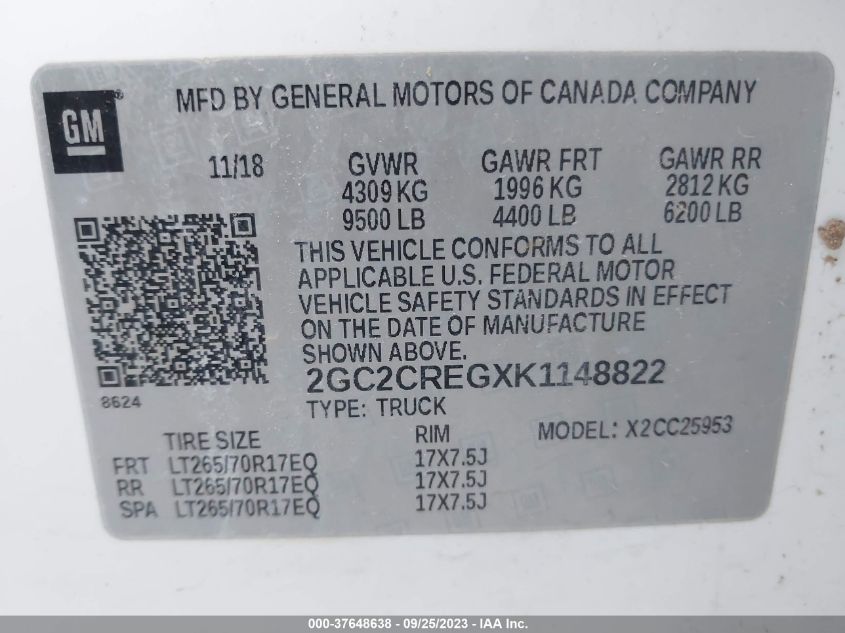 GM®
MFD BY GENERAL MOTORS OF CANADA COMPANY
11/18 GVWR GAWR FRT GAWR RR
4309 KG 1996 KG 2812 KG
9500 LB 4400 LB 6200 LB
THIS VEHICLE CONFORMS TO ALL
APPLICABLE U.S. FEDERAL MOTOR
VEHICLE SAFETY STANDARDS IN EFFECT
ON THE DATE OF MANUFACTURE
SHOWN ABOVE.
2GC2CREGXK1148822
8624
TYPE: TRUCK
TIRE SIZE RIM MODEL: X2CC25953
FRT LT265/70R17EQ 17X7.5J
RR LT265/70R17EQ 17X7.5J
SPA LT265/70R17EQ 17X7.5J
000-37648638 - 09/25/2023 - IAA Inc.